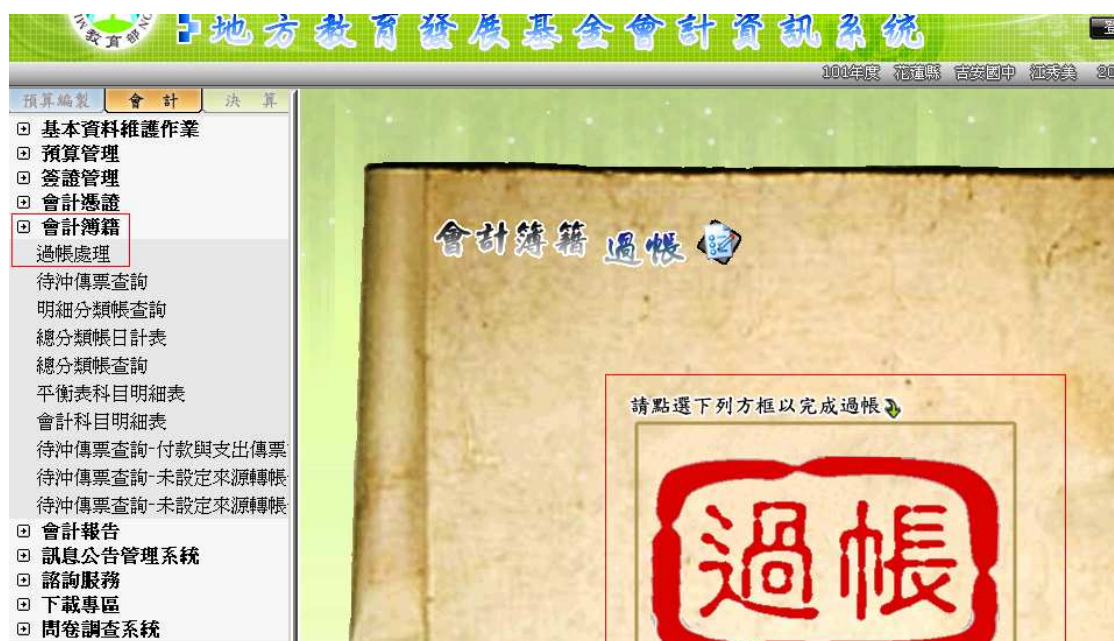 教育部
地方教育發展基金會計資訊系統
登
101年度 花蓮縣 吉安國中 江秀美 20
預算編製 會計 決算
基本資料維護作業
預算管理
簽證管理
會計憑證
會計簿籍
過帳處理
待沖傳票查詢
明細分類帳查詢
總分類帳日計表
總分類帳查詢
平衡表科目明細表
會計科目明細表
待沖傳票查詢-付款與支出傳票
待沖傳票查詢-未設定來源轉帳
待沖傳票查詢-未設定來源轉帳
會計報告
訊息公告管理系統
諮詢服務
下載專區
問卷調查系統
會計簿籍 過帳
請點選下列方框以完成過帳
過帳